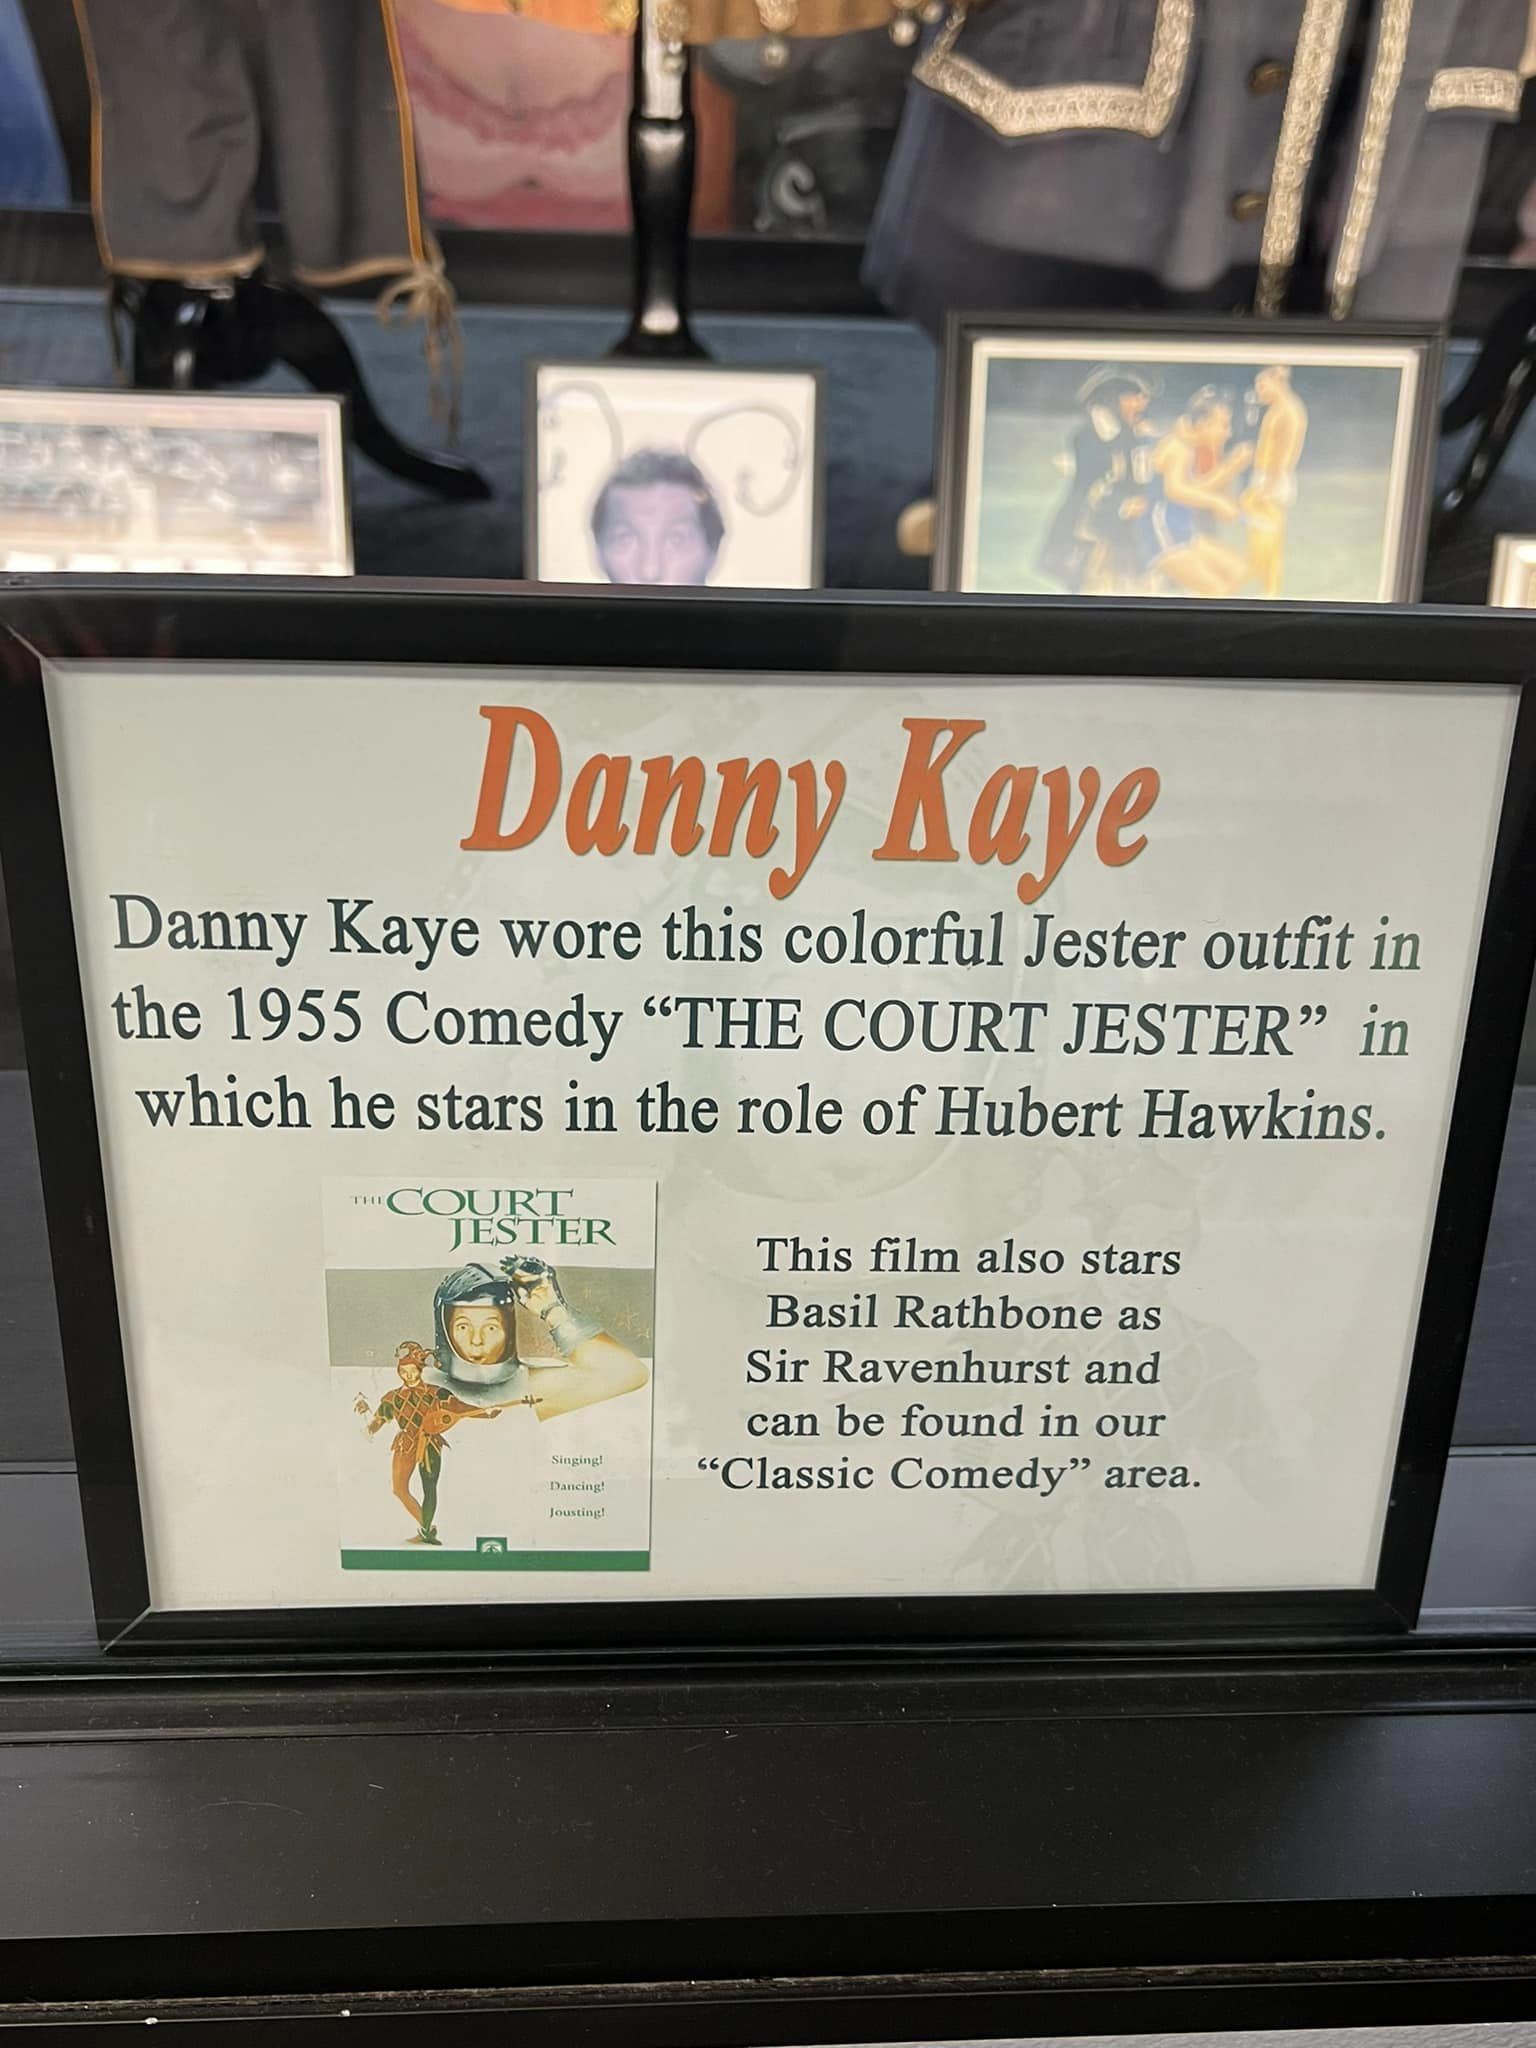 Danny Kaye
Danny Kaye wore this colorful Jester outfit in
the 1955 Comedy “THE COURT JESTER” in
which he stars in the role of Hubert Hawkins.
THE COURT
JESTER
Singing!
Dancing!
Jousting!
This film also stars
Basil Rathbone as
Sir Ravenhurst and
can be found in our
“Classic Comedy” area.